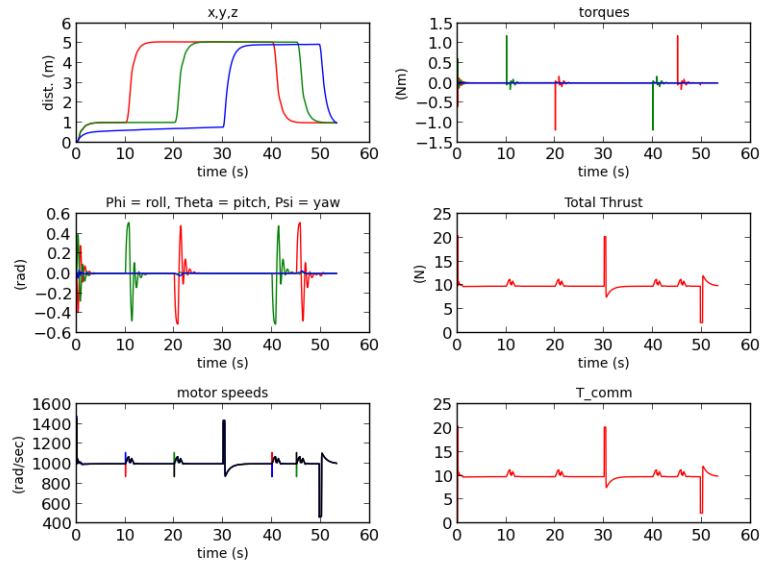 x,y,z
dist. (m)
6
5
4
3
2
1
0
0 10 20 30 40 50 60
time (s)
torques
(Nm)
1.5
1.0
0.5
0.0
−0.5
−1.0
−1.5
0 10 20 30 40 50 60
time (s)
Phi = roll, Theta = pitch, Psi = yaw
(rad)
0.6
0.4
0.2
0.0
−0.2
−0.4
−0.6
0 10 20 30 40 50 60
time (s)
Total Thrust
(N)
25
20
15
10
5
0
0 10 20 30 40 50 60
time (s)
motor speeds
(rad/sec)
1600
1400
1200
1000
800
600
400
0 10 20 30 40 50 60
time (s)
T_comm
25
20
15
10
5
0
0 10 20 30 40 50 60
time (s)